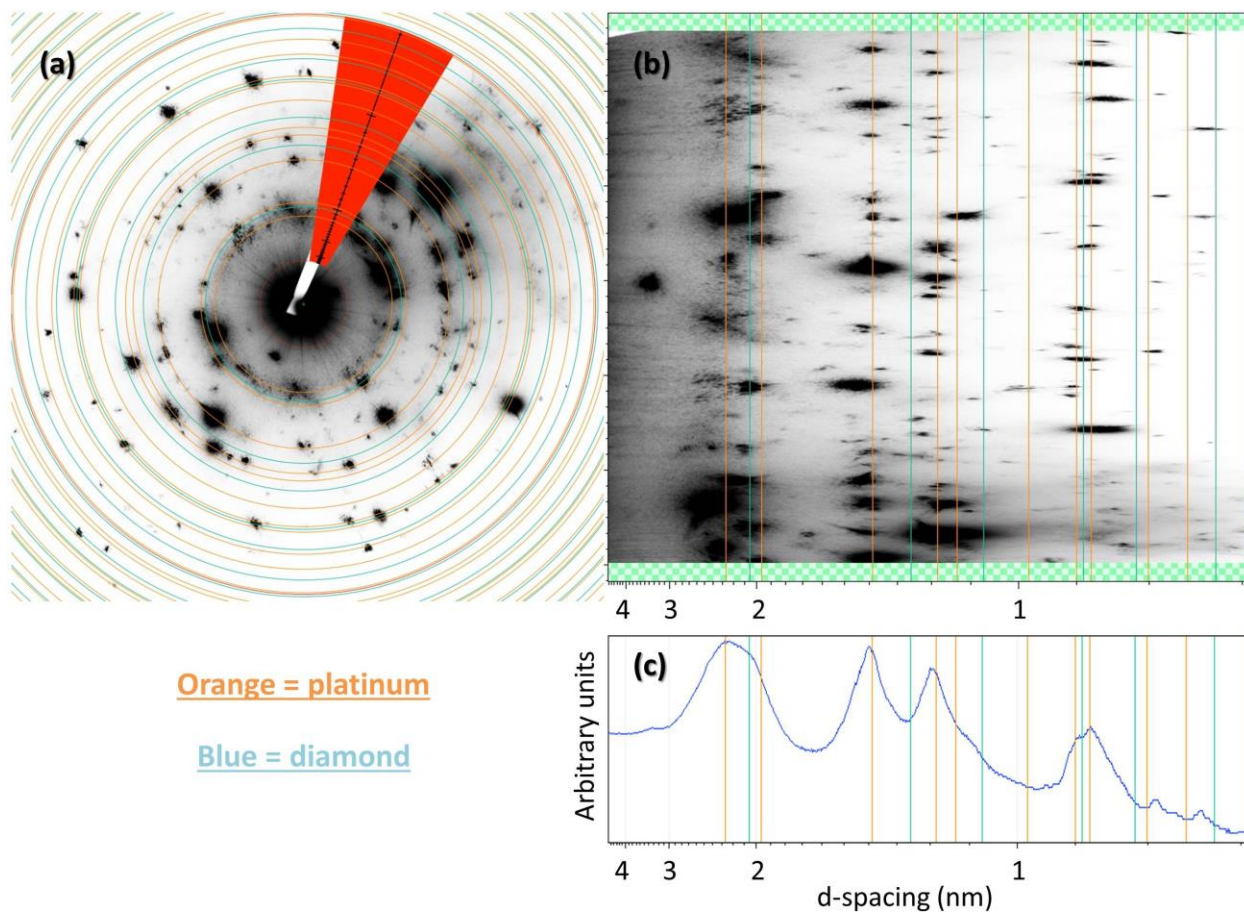 (a)
(b)
4 3 2 1
Orange = platinum
Blue = diamond
(c)
Arbitrary units
4 3 2 1
d-spacing (nm)